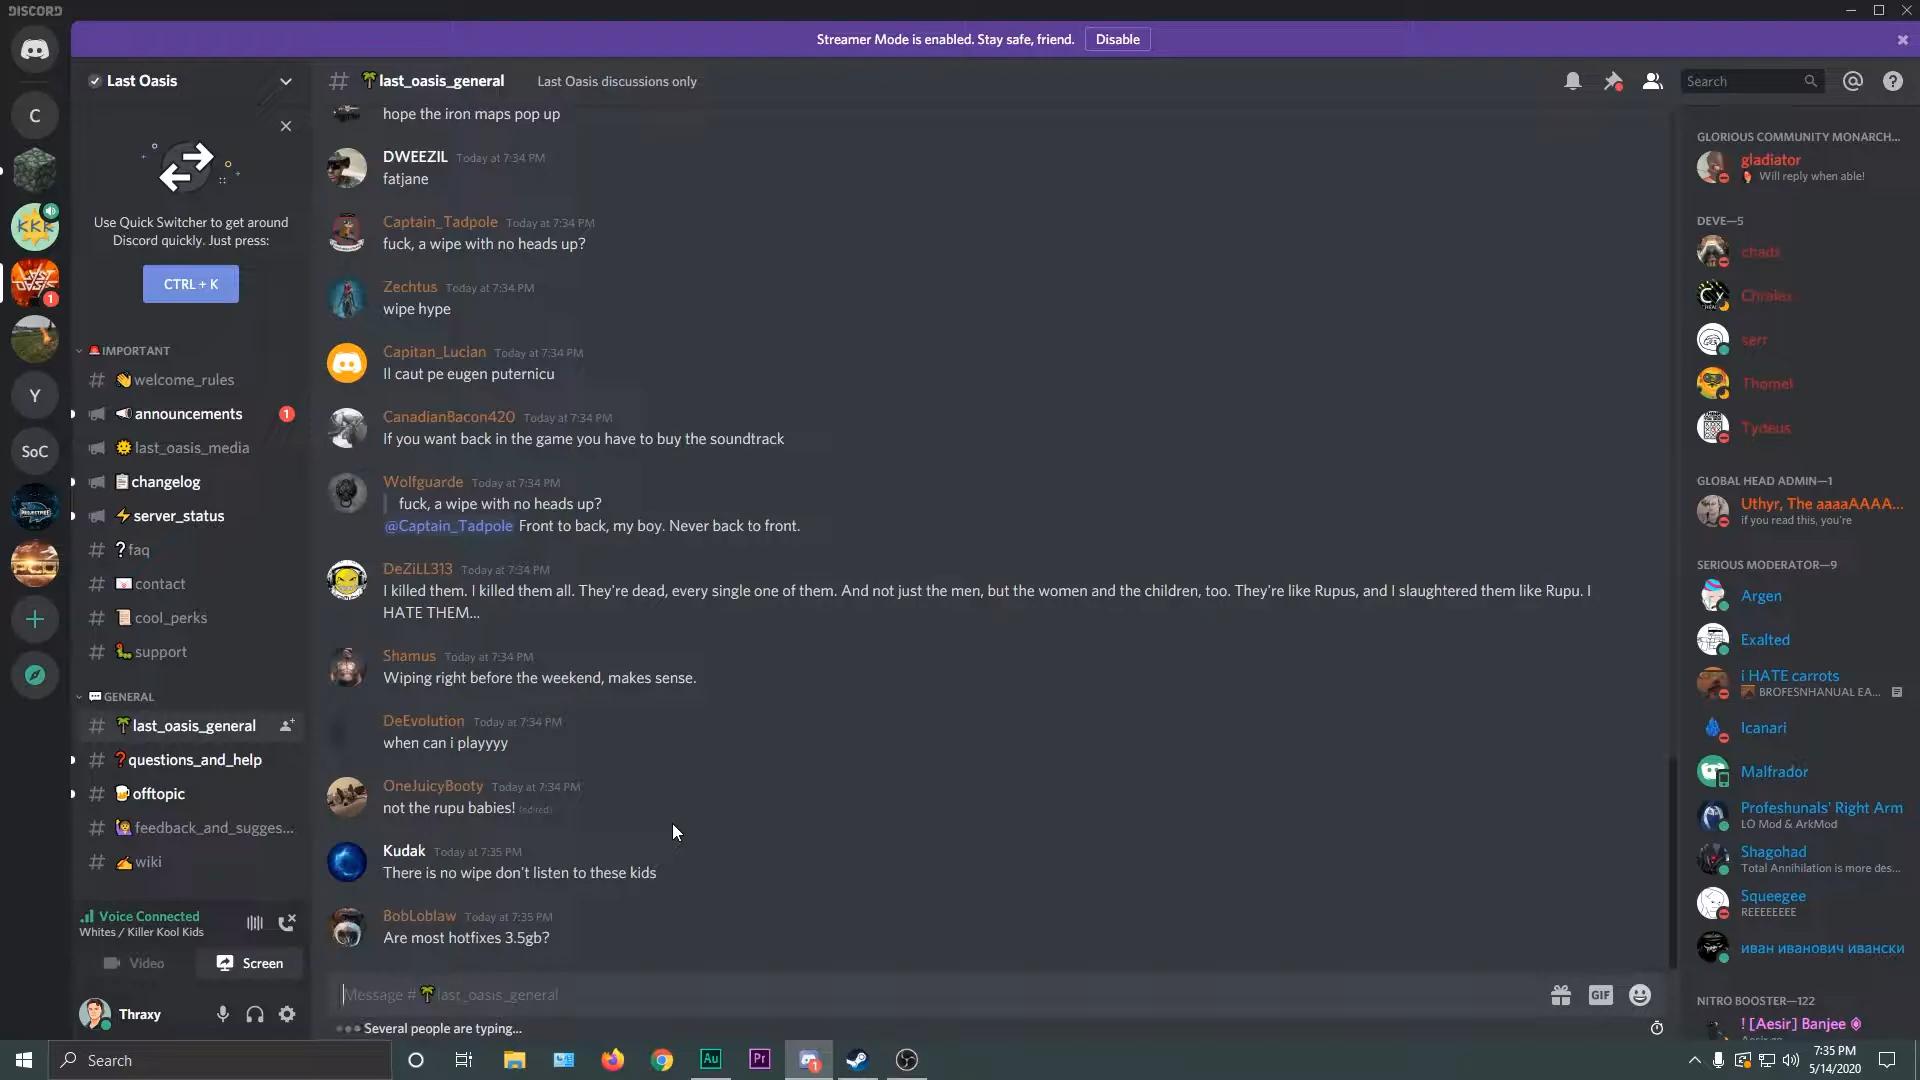 DISCORD
Streamer Mode is enabled. Stay safe, friend.
Disable
Last Oasis
last_oasis_general
Last Oasis discussions only
Search
C
KKK
1
Y
SoC
Use Quick Switcher to get around
Discord quickly. Just press:
CTRL + K
IMPORTANT
welcome_rules
announcements
1
last_oasis_media
changelog
server_status
faq
contact
cool_perks
support
GENERAL
last_oasis_general
questions_and_help
offtopic
feedback_and_sugges...
wiki
Voice Connected
Whites / Killer Kool Kids
Video
Screen
Thraxy
hope the iron maps pop up
DWEEZIL Today at 7:34 PM
fatjane
Captain_Tadpole Today at 7:34 PM
fuck, a wipe with no heads up?
Zechtus Today at 7:34 PM
wipe hype
Capitan_Lucian Today at 7:34 PM
Il caut pe eugen puternicu
CanadianBacon420 Today at 7:34 PM
If you want back in the game you have to buy the soundtrack
Wolfguarde Today at 7:34 PM
fuck, a wipe with no heads up?
@Captain_Tadpole Front to back, my boy. Never back to front.
DeZiLL313 Today at 7:34 PM
I killed them. I killed them all. They're dead, every single one of them. And not just the men, but the women and the children, too. They're like Rupus, and I slaughtered them like Rupu. I
HATE THEM...
Shamus Today at 7:34 PM
Wiping right before the weekend, makes sense.
DeEvolution Today at 7:34 PM
when can i playyyy
OneJuicyBooty Today at 7:34 PM
not the rupu babies! (edited)
Kudak Today at 7:35 PM
There is no wipe don't listen to these kids
BobLoblaw Today at 7:35 PM
Are most hotfixes 3.5gb?
Message #last_oasis_general
GIF
Several people are typing...
GLORIOUS COMMUNITY MONARCH...
gladiator
Will reply when able!
DEVE—5
chadz
Chralex
serr
Thomel
Tydeus
GLOBAL HEAD ADMIN—1
Uthyr, The aaaaAAAA...
if you read this, you're
SERIOUS MODERATOR—9
Argen
Exalted
i HATE carrots
BROFESNHANUAL EA...
Icanari
Malfrador
Profeshunals' Right Arm
LO Mod & ArkMod
Shagohad
Total Annihilation is more des...
Squeegee
REEEEEEEE
иван иванович ивански
NITRO BOOSTER—122
! [Aesir] Banjee
Search
Au
Pr
1
7:35 PM
5/14/2020